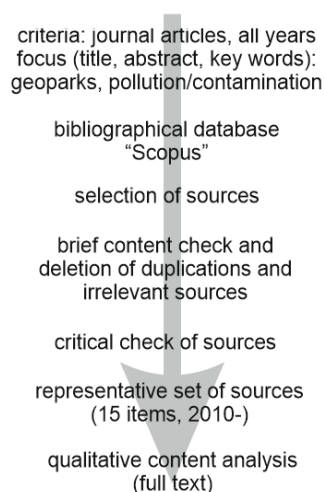 criteria: journal articles, all years
focus (title, abstract, key words):
geoparks, pollution/contamination
bibliographical database
“Scopus”
selection of sources
brief content check and
deletion of duplications and
irrelevant sources
critical check of sources
representative set of sources
(15 items, 2010-)
qualitative content analysis
(full text)